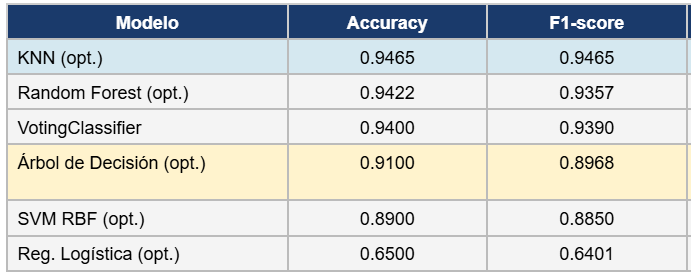 Modelo Accuracy F1-score
KNN (opt.) 0.9465 0.9465
Random Forest (opt.) 0.9422 0.9357
VotingClassifier 0.9400 0.9390
Árbol de Decisión (opt.) 0.9100 0.8968
SVM RBF (opt.) 0.8900 0.8850
Reg. Logística (opt.) 0.6500 0.6401